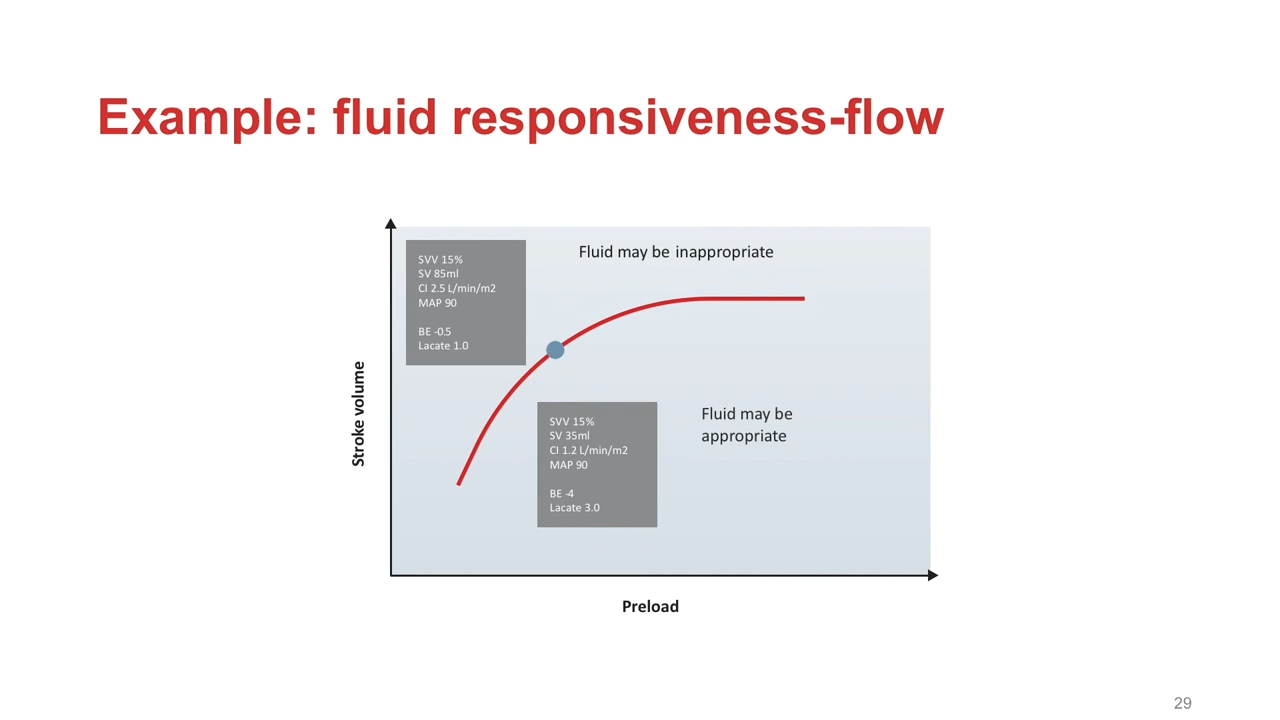 Example: fluid responsiveness-flow
SVV 15%
SV 85ml
CI 2.5 L/min/m2
MAP 90
BE -0.5
Lacate 1.0
Fluid may be inappropriate
Stroke volume
SVV 15%
SV 35ml
CI 1.2 L/min/m2
MAP 90
BE -4
Lacate 3.0
Fluid may be
appropriate
Preload
29